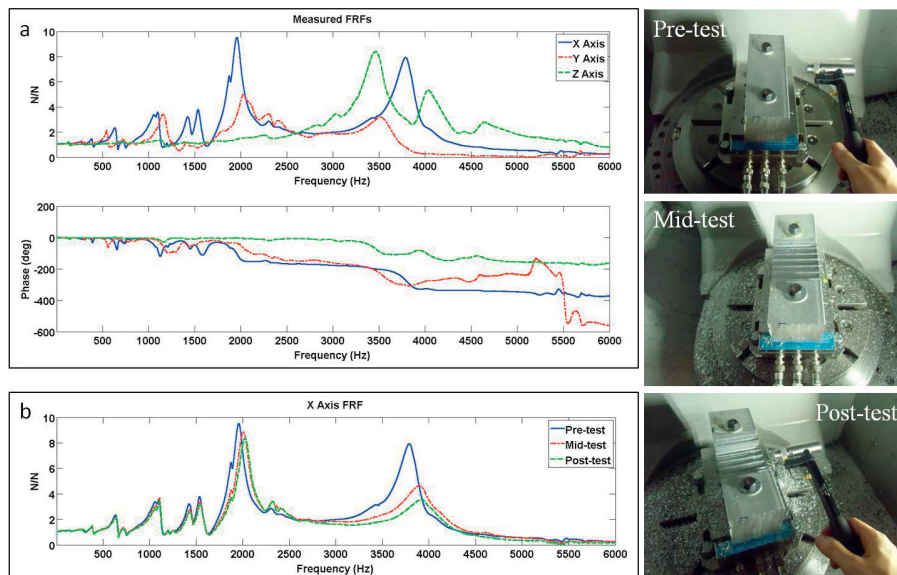 a
Measured FRFs
10
8
6
4
2
0
N/N
X Axis
Y Axis
Z Axis
500 1000 1500 2000 2500 3000 3500 4000 4500 5000 5500 6000
Frequency (Hz)
200
0
-200
-400
-600
Phase (deg)
500 1000 1500 2000 2500 3000 3500 4000 4500 5000 5500 6000
Frequency (Hz)
b
X Axis FRF
10
8
6
4
2
0
N/N
Pre-test
Mid-test
Post-test
500 1000 1500 2000 2500 3000 3500 4000 4500 5000 5500 6000
Frequency (Hz)
Pre-test
Mid-test
Post-test